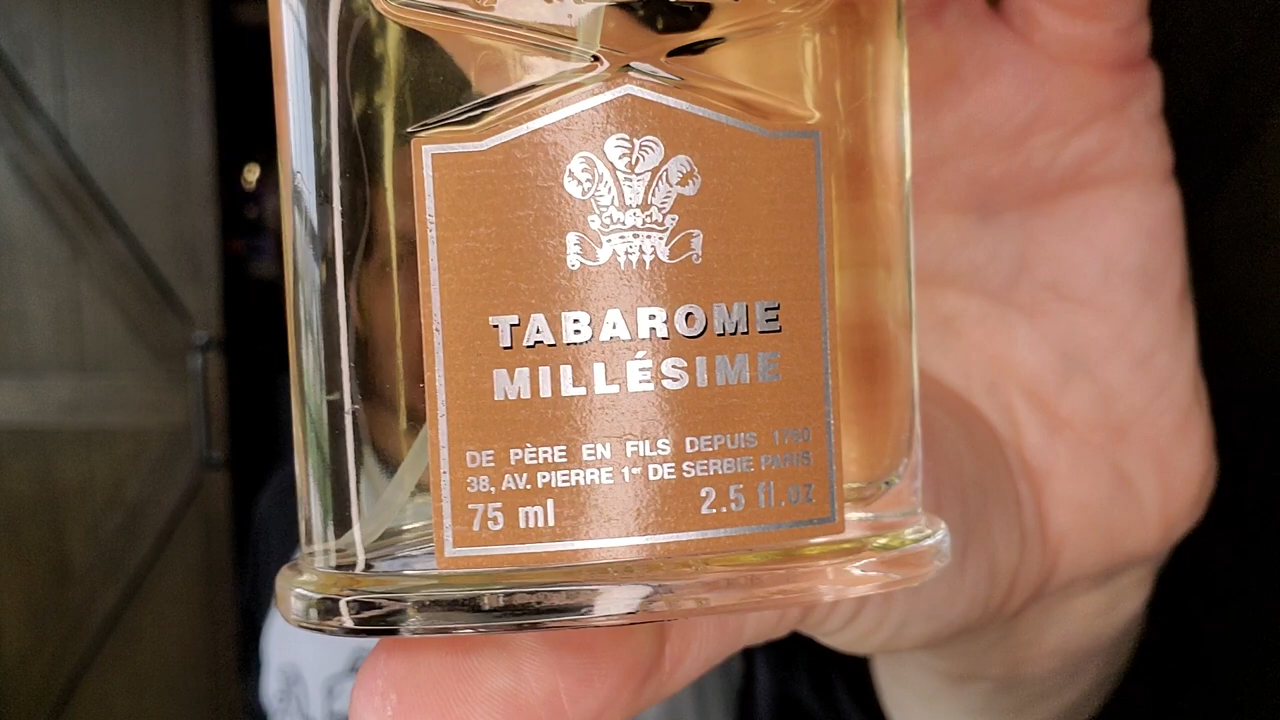 TABAROME
MILLÉSIME
DE PÈRE EN FILS DEPUIS 1760
38, AV. PIERRE 1er DE SERBIE PARIS
75 ml 2.5 fl.oz